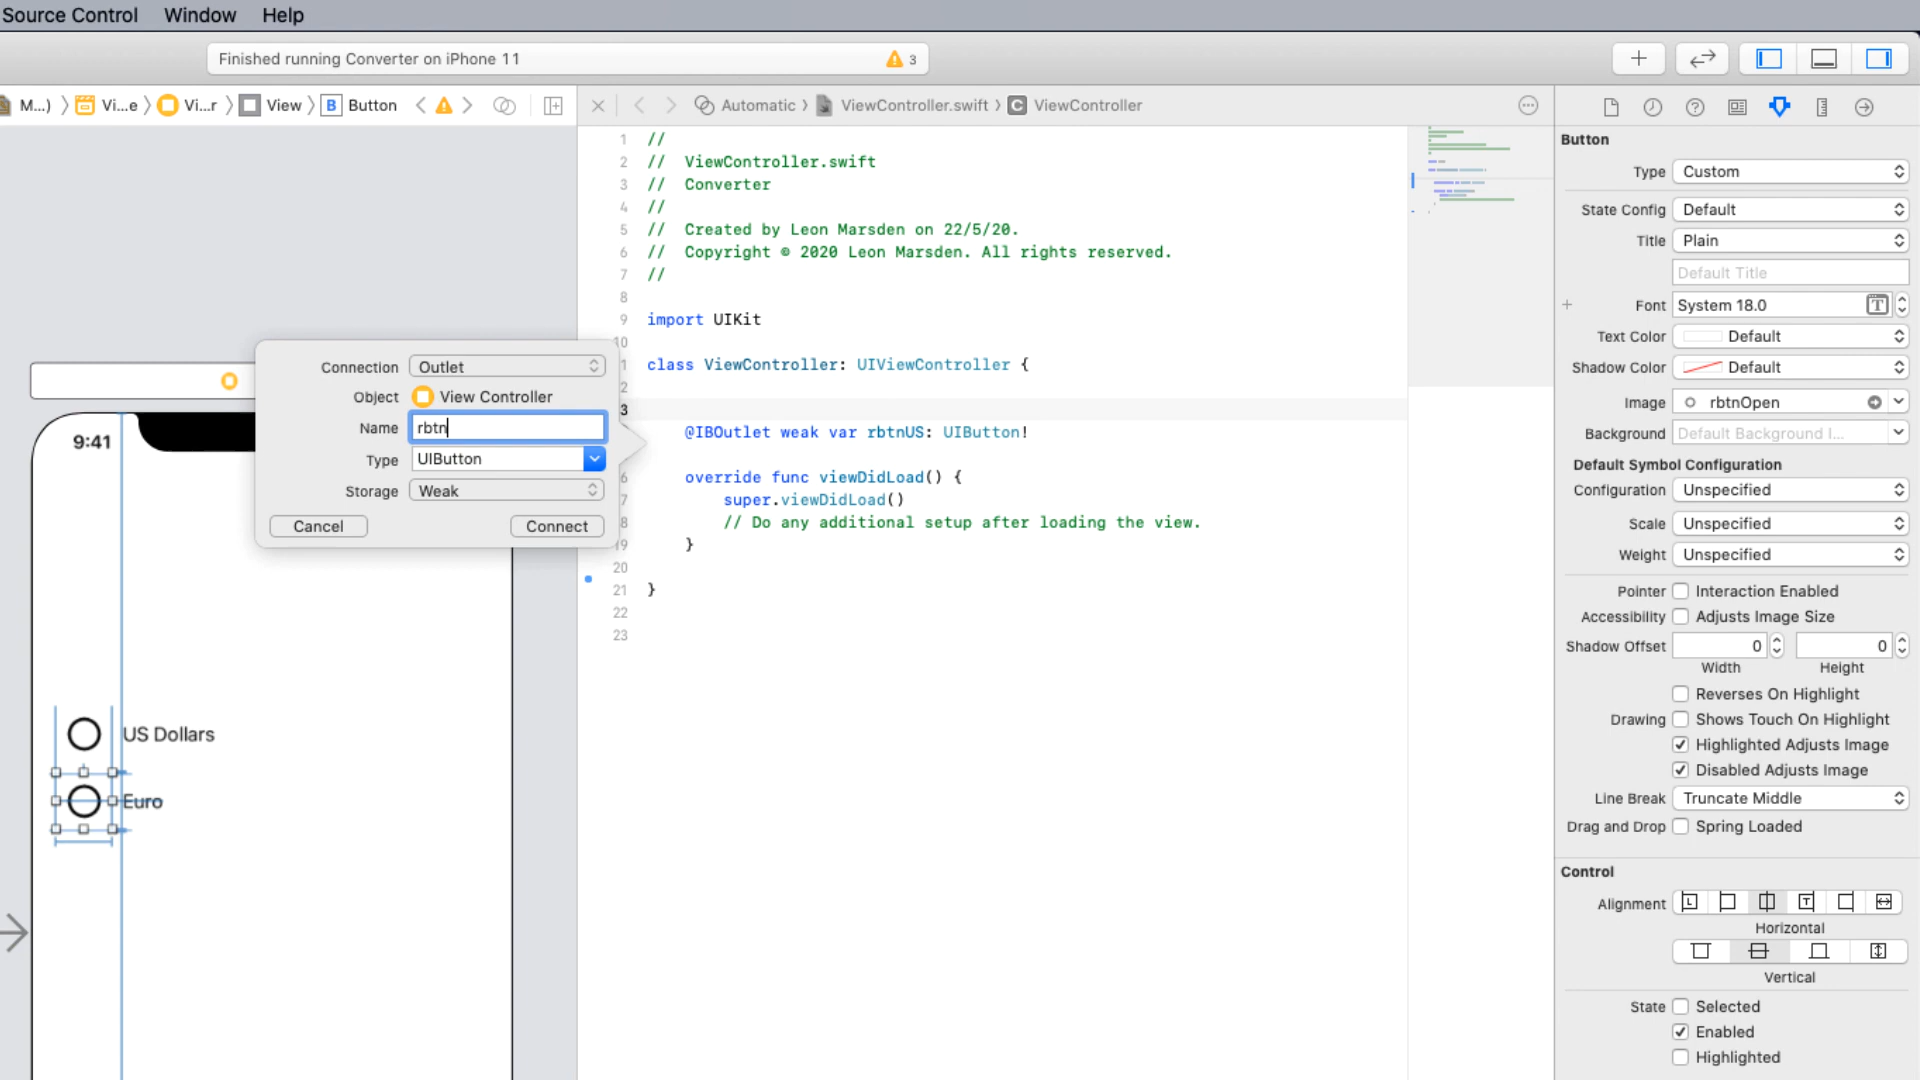 Source Control Window Help
Finished running Converter on iPhone 11 3
M...) Vi...e Vi...r View B Button
Automatic ViewController.swift C ViewController
1 //
2 // ViewController.swift
3 // Converter
4 //
5 // Created by Leon Marsden on 22/5/20.
6 // Copyright © 2020 Leon Marsden. All rights reserved.
7 //
8
9 import UIKit
10
1 class ViewController: UIViewController {
2
3
@IBOutlet weak var rbtnUS: UIButton!
6 override func viewDidLoad() {
7 super.viewDidLoad()
8 // Do any additional setup after loading the view.
19 }
20
21 }
22
23
Connection Outlet
Object View Controller
Name rbtn
Type UIButton
Storage Weak
Cancel Connect
9:41
US Dollars
Euro
Button
Type Custom
State Config Default
Title Plain
Default Title
+ Font System 18.0 T
Text Color Default
Shadow Color Default
Image rbtnOpen
Background Default Background I...
Default Symbol Configuration
Configuration Unspecified
Scale Unspecified
Weight Unspecified
Pointer Interaction Enabled
Accessibility Adjusts Image Size
Shadow Offset 0 0
Width Height
Reverses On Highlight
Drawing Shows Touch On Highlight
Highlighted Adjusts Image
Disabled Adjusts Image
Line Break Truncate Middle
Drag and Drop Spring Loaded
Control
Alignment
Horizontal
Vertical
State Selected
Enabled
Highlighted